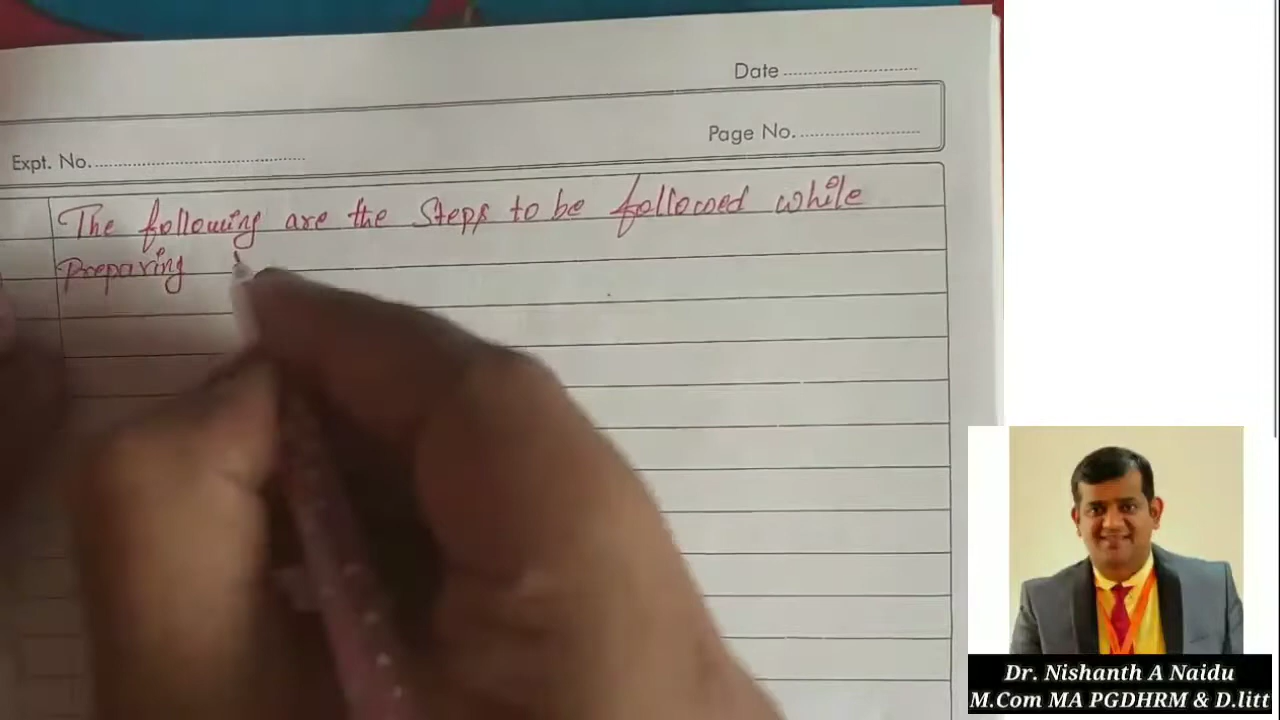 Date
Page No.
Expt. No.
The following are the Steps to be followed while
Preparing
Dr. Nishanth A Naidu
M.Com MA PGDHRM & D.litt